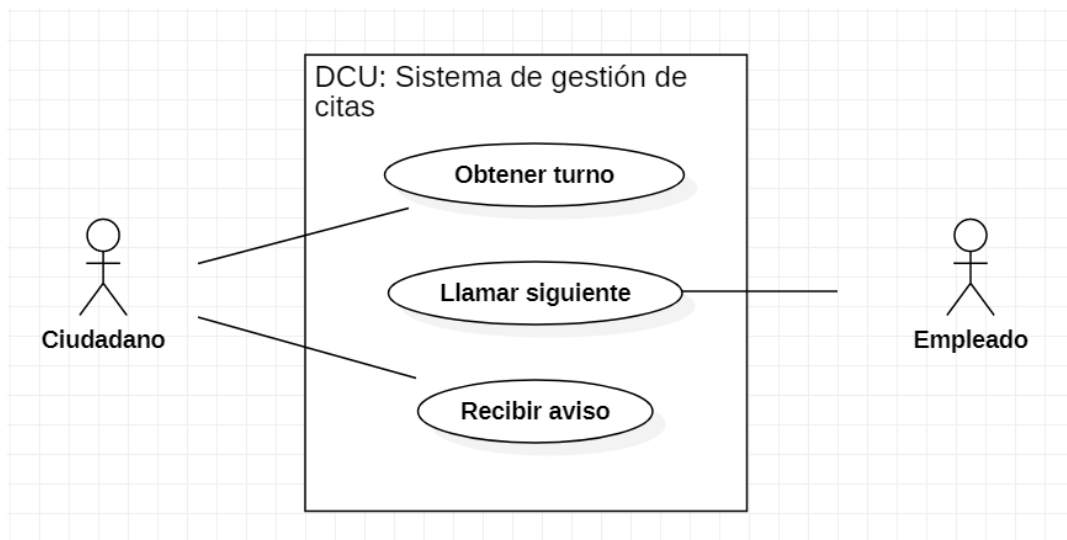 DCU: Sistema de gestión de
citas
Obtener turno
Llamar siguiente
Ciudadano
Empleado
Recibir aviso